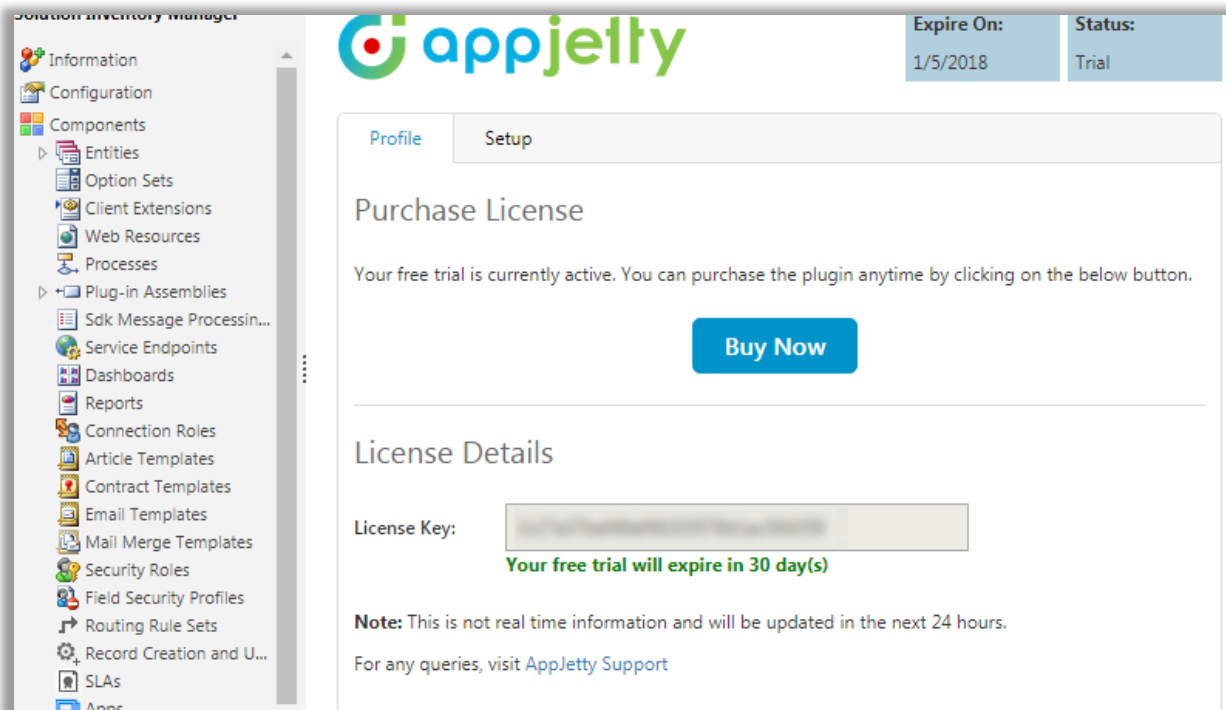 Solution Inventory Manager
Information
Configuration
Components
Entities
Option Sets
Client Extensions
Web Resources
Processes
Plug-in Assemblies
Sdk Message Processin...
Service Endpoints
Dashboards
Reports
Connection Roles
Article Templates
Contract Templates
Email Templates
Mail Merge Templates
Security Roles
Field Security Profiles
Routing Rule Sets
Record Creation and U...
SLAs
Apps
appjetty
Expire On:
1/5/2018
Status:
Trial
Profile
Setup
Purchase License
Your free trial is currently active. You can purchase the plugin anytime by clicking on the below button.
Buy Now
License Details
License Key:
Your free trial will expire in 30 day(s)
Note: This is not real time information and will be updated in the next 24 hours.
For any queries, visit AppJetty Support